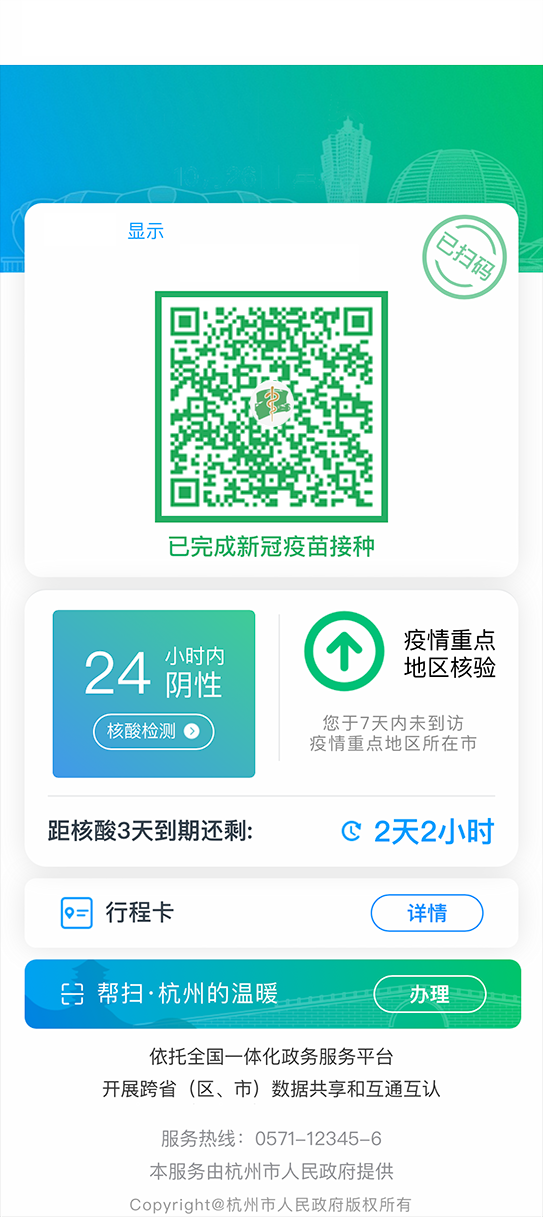 显示
已扫码
已完成新冠疫苗接种
24 小时内
阴性
核酸检测
疫情重点
地区核验
您于7天内未到访
疫情重点地区所在市
距核酸3天到期还剩: 2天2小时
行程卡 详情
帮扫·杭州的温暖 办理
依托全国一体化政务服务平台
开展跨省（区、市）数据共享和互通互认
服务热线：0571-12345-6
本服务由杭州市人民政府提供
Copyright@杭州市人民政府版权所有